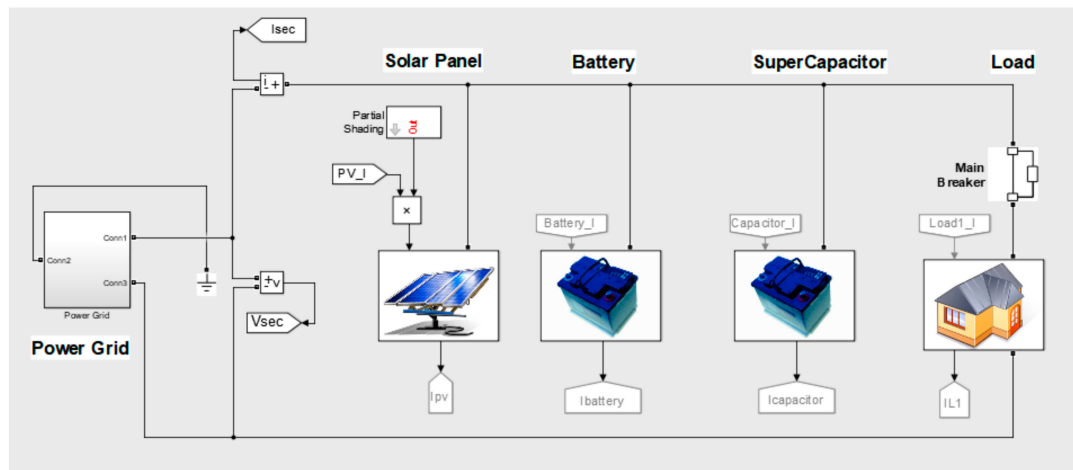 Isec
i
- +
Solar Panel
Battery
SuperCapacitor
Load
Partial
Shading
Out
PV_I
×
Main
Breaker
Battery_I
Capacitor_I
Load1_I
Conn1
Conn2
Conn3
Power Grid
+
- v
Vsec
Power Grid
Ipv
Ibattery
Icapacitor
IL1